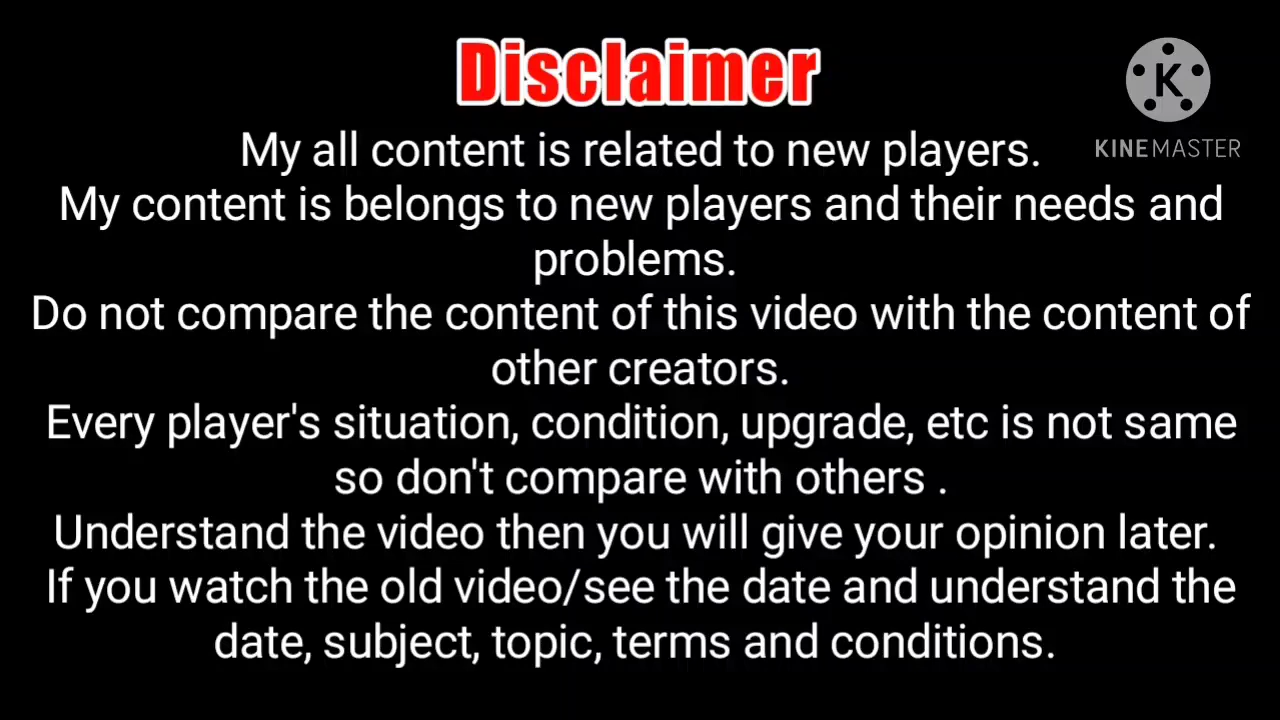 Disclaimer
K
KINEMASTER
My all content is related to new players.
My content is belongs to new players and their needs and
problems.
Do not compare the content of this video with the content of
other creators.
Every player's situation, condition, upgrade, etc is not same
so don't compare with others .
Understand the video then you will give your opinion later.
If you watch the old video/see the date and understand the
date, subject, topic, terms and conditions.